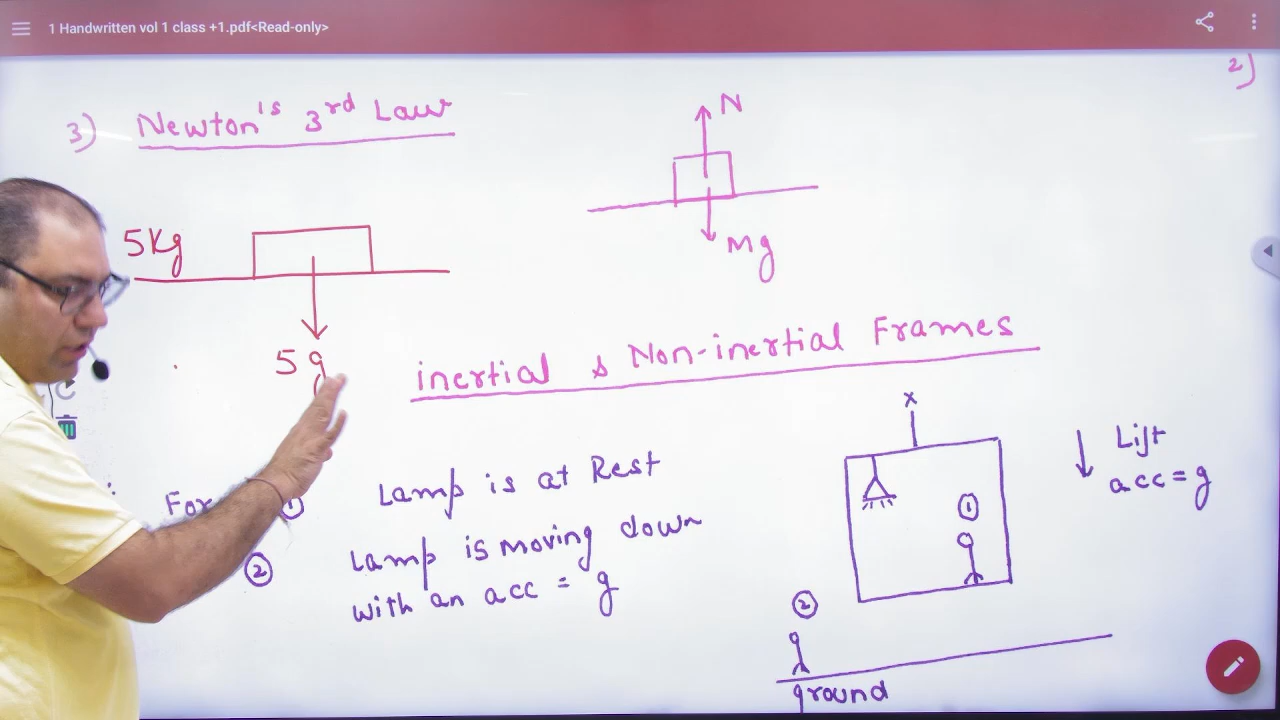 1 Handwritten vol 1 class +1.pdf<Read-only>
2)
3) Newton's 3rd Law
N
5Kg
Mg
5g
inertial & Non-inertial Frames
x
Lift
acc = g
For ① Lamp is at Rest
② Lamp is moving down
with an acc = g
①
②
ground